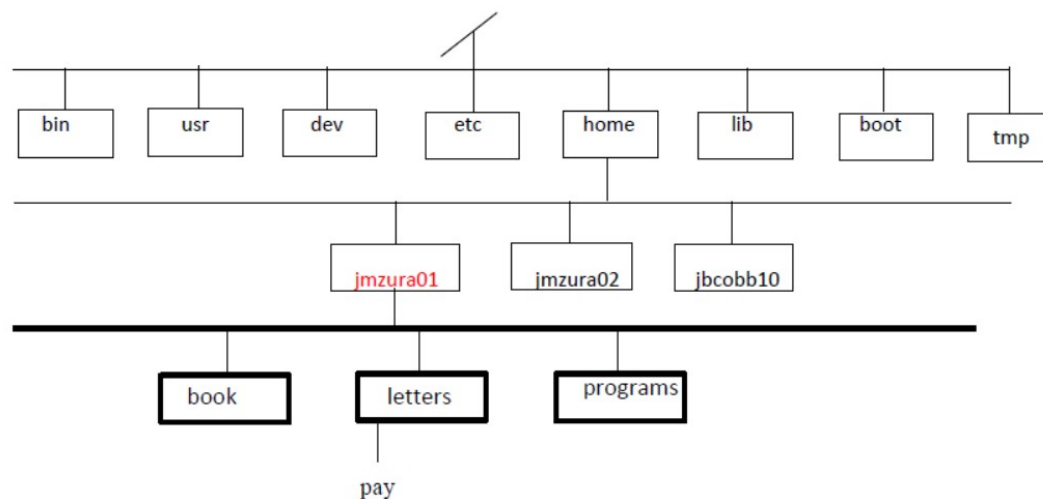 /
bin usr dev etc home lib boot tmp
jmzura01 jmzura02 jbcobb10
book letters programs
pay